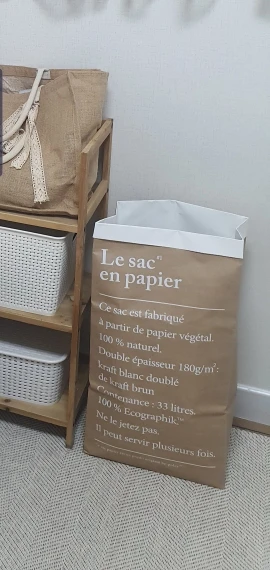 Le sac
en papier
Ce sac est fabriqué
à partir de papier végétal.
100 % naturel.
Double épaisseur 180g/m²:
kraft blanc doublé
de kraft brun
Contenance : 33 litres.
100 % Ecographik.™
Ne le jetez pas.
Il peut servir plusieurs fois.